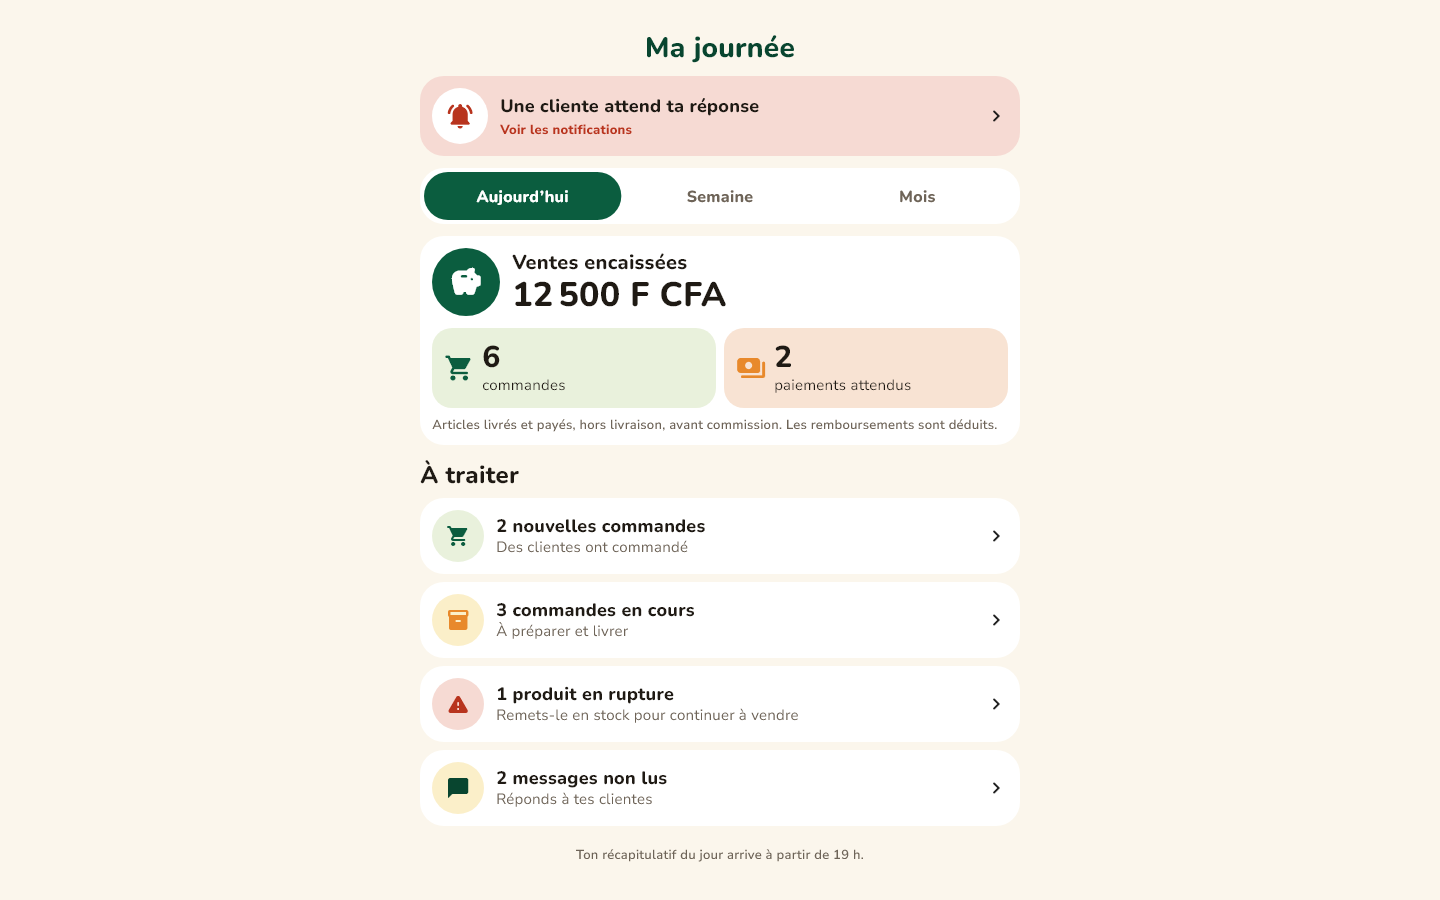 Ma journée
Une cliente attend ta réponse
Voir les notifications
Aujourd’hui
Semaine
Mois
Ventes encaissées
12 500 F CFA
6
commandes
2
paiements attendus
Articles livrés et payés, hors livraison, avant commission. Les remboursements sont déduits.
À traiter
2 nouvelles commandes
Des clientes ont commandé
3 commandes en cours
À préparer et livrer
1 produit en rupture
Remets-le en stock pour continuer à vendre
2 messages non lus
Réponds à tes clientes
Ton récapitulatif du jour arrive à partir de 19 h.